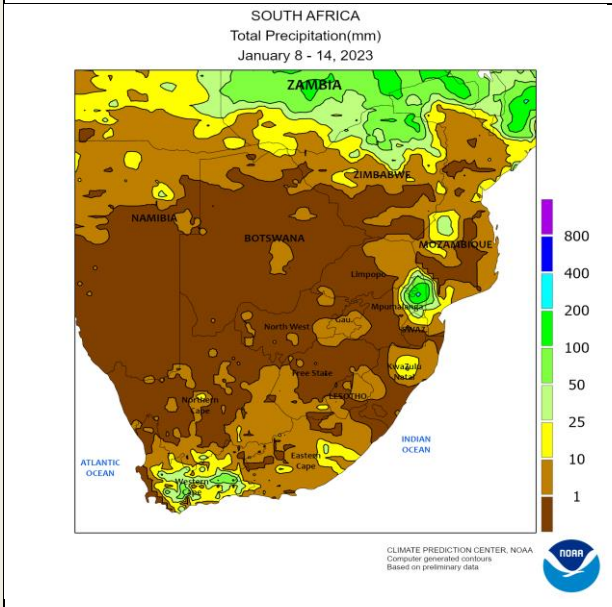 SOUTH AFRICA
Total Precipitation(mm)
January 8 - 14, 2023
ZAMBIA
ZIMBABWE
NAMIBIA
BOTSWANA
MOZAMBIQUE
Limpopo
Mpumalanga
North West
Gau.
SWAZ.
Free State
KwaZulu
Natal
LESOTHO
Northern
Cape
Eastern
Cape
Western
Cape
ATLANTIC
OCEAN
INDIAN
OCEAN
800
400
200
100
50
25
10
1
CLIMATE PREDICTION CENTER, NOAA
Computer generated contours
Based on preliminary data
NOAA